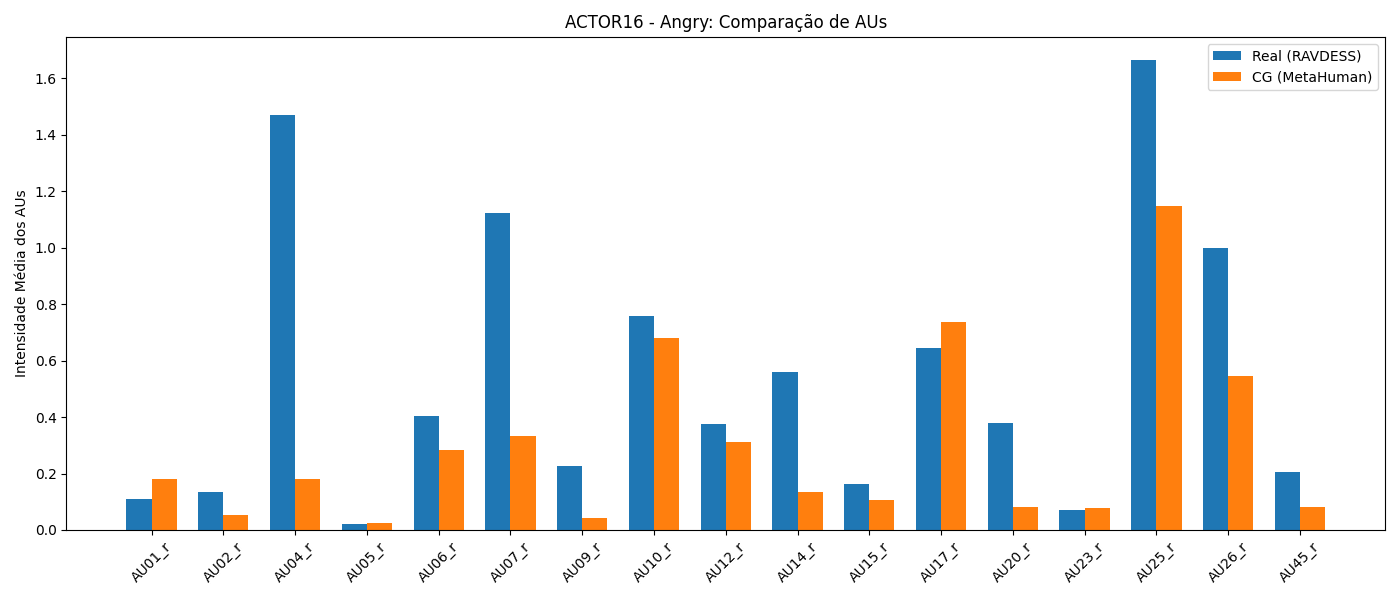 ACTOR16 - Angry: Comparação de AUs
Real (RAVDESS)
CG (MetaHuman)
Intensidade Média dos AUs
1.6
1.4
1.2
1.0
0.8
0.6
0.4
0.2
0.0
AU01_r
AU02_r
AU04_r
AU05_r
AU06_r
AU07_r
AU09_r
AU10_r
AU12_r
AU14_r
AU15_r
AU17_r
AU20_r
AU23_r
AU25_r
AU26_r
AU45_r